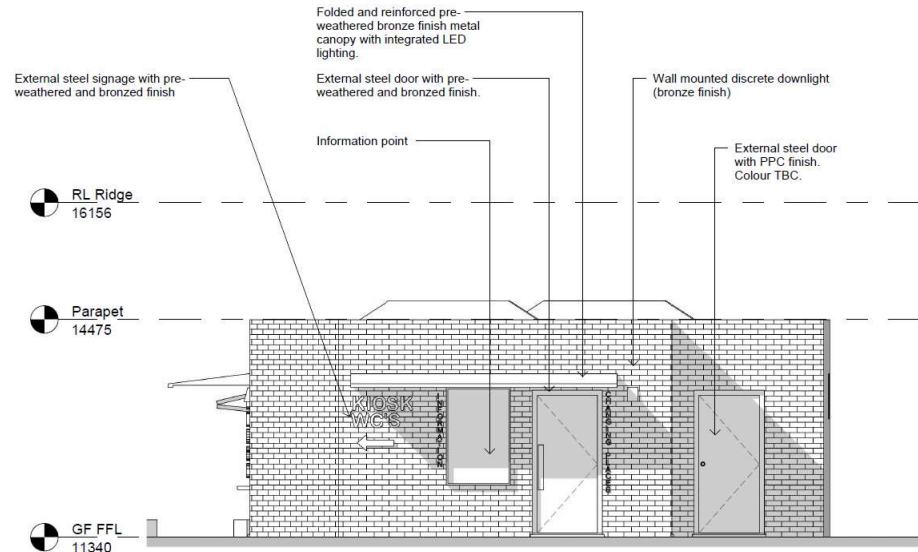 Folded and reinforced pre-
weathered bronze finish metal
canopy with integrated LED
lighting.
External steel signage with pre-
weathered and bronzed finish
External steel door with pre-
weathered and bronzed finish.
Wall mounted discrete downlight
(bronze finish)
Information point
External steel door
with PPC finish.
Colour TBC.
RL Ridge
16156
Parapet
14475
KIOSK
WC'S
INFORMATION
CHANGING PLACES
GF FFL
11340